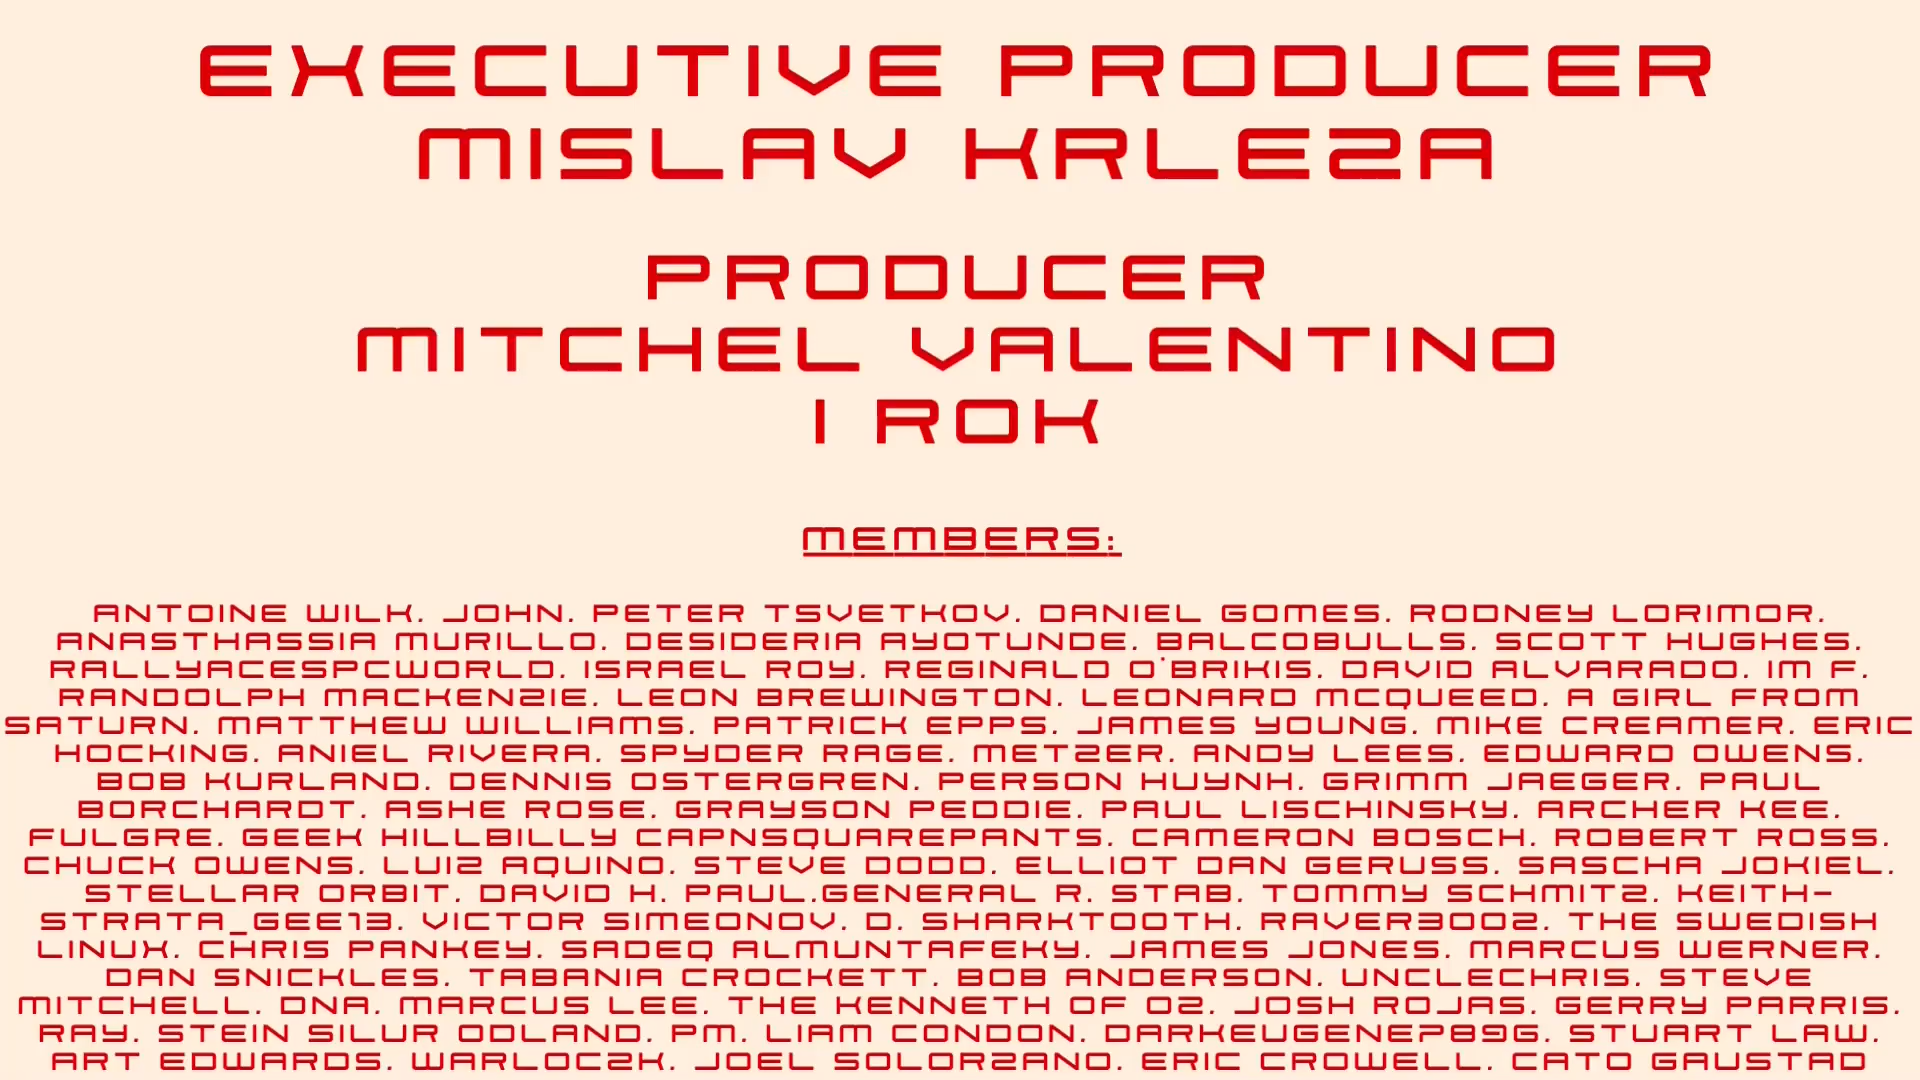 EXECUTIVE PRODUCER
MISLAV KRLEZA
PRODUCER
MITCHEL VALENTINO
I ROK
MEMBERS:
ANTOINE WILK. JOHN. PETER TSVETKOV. DANIEL GOMES. RODNEY LORIMOR.
ANASTHASSIA MURILLO. DESIDERIA AYOTUNDE. BALCOBULLS. SCOTT HUGHES.
RALLYACESPCWORLD. ISRAEL ROY. REGINALD O'BRIKIS. DAVID ALVARADO. IM F.
RANDOLPH MACKENZIE. LEON BREWINGTON. LEONARD MCQUEED. A GIRL FROM
SATURN. MATTHEW WILLIAMS. PATRICK EPPS. JAMES YOUNG. MIKE CREAMER. ERIC
HOCKING. ANIEL RIVERA. SPYDER RAGE. METZER. ANDY LEES. EDWARD OWENS.
BOB KURLAND. DENNIS OSTERGREN. PERSON HUYNH. GRIMM JAEGER. PAUL
BORCHARDT. ASHE ROSE. GRAYSON PEDDIE. PAUL LISCHINSKY. ARCHER KEE.
FULGRE. GEEK HILLBILLY CAPNSQUAREPANTS. CAMERON BOSCH. ROBERT ROSS.
CHUCK OWENS. LUIZ AQUINO. STEVE DODD. ELLIOT DAN GERUSS. SASCHA JOKIEL.
STELLAR ORBIT. DAVID H. PAUL.GENERAL R. STAB. TOMMY SCHMITZ. KEITH-
STRATA_GEE13. VICTOR SIMEONOV. D. SHARKTOOTH. RAVER3002. THE SWEDISH
LINUX. CHRIS PANKEY. SADEQ ALMUNTAFEKY. JAMES JONES. MARCUS WERNER.
DAN SNICKLES. TABANIA CROCKETT. BOB ANDERSON. UNCLECHRIS. STEVE
MITCHELL. DNA. MARCUS LEE. THE KENNETH OF OZ. JOSH ROJAS. GERRY PARRIS.
RAY. STEIN SILUR ODLAND. PM. LIAM CONDON. DARKEUGENEP896. STUART LAW.
ART EDWARDS. WARLOCZK. JOEL SOLORZANO. ERIC CROWELL. CATO GAUSTAD